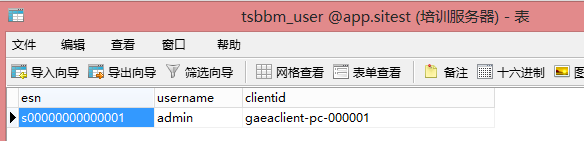 tsbbm_user @app.sitest (培训服务器) - 表
文件 编辑 查看 窗口 帮助
导入向导 导出向导 筛选向导 网格查看 表单查看 备注 十六进制 图
esn username clientid
s00000000000001 admin gaeaclient-pc-000001